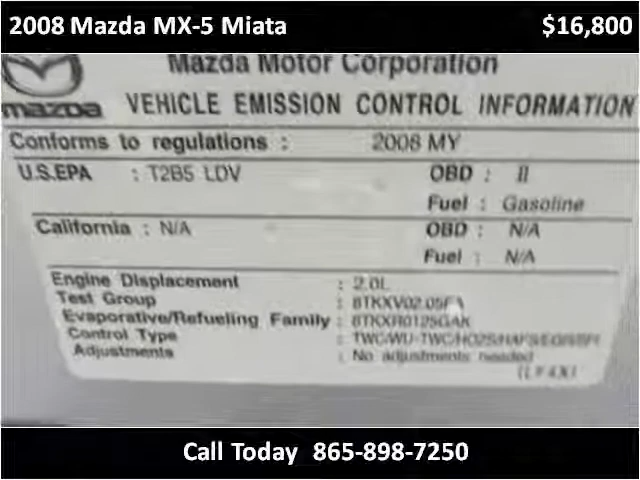 2008 Mazda MX-5 Miata $16,800
Mazda Motor Corporation
mazda VEHICLE EMISSION CONTROL INFORMATION
Conforms to regulations : 2008 MY
U.S.EPA : T2B5 LDV OBD : II
Fuel : Gasoline
California : N/A OBD : N/A
Fuel : N/A
Engine Displacement : 2.0L
Test Group :
Evaporative/Refueling Family : 8TKXR0125GAK
Control Type :
Adjustments : No adjustments needed
Call Today 865-898-7250